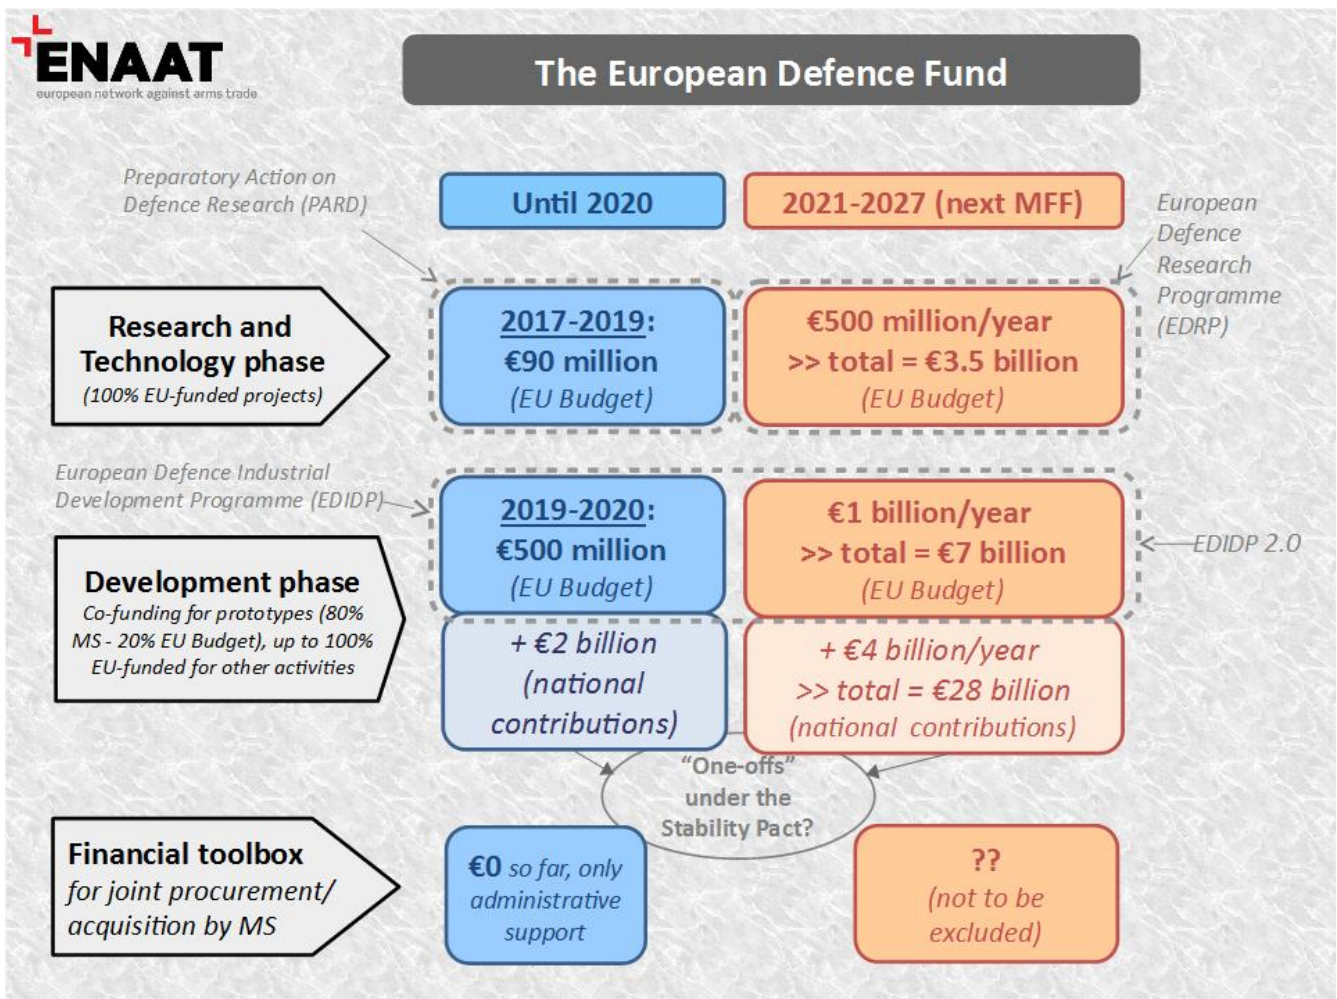 ENAAT
european network against arms trade
The European Defence Fund
Preparatory Action on
Defence Research (PARD)
Until 2020
2021-2027 (next MFF)
European
Defence
Research
Programme
(EDRP)
Research and
Technology phase
(100% EU-funded projects)
2017-2019:
€90 million
(EU Budget)
€500 million/year
>> total = €3.5 billion
(EU Budget)
European Defence Industrial
Development Programme (EDIDP)
2019-2020:
€500 million
(EU Budget)
€1 billion/year
>> total = €7 billion
(EU Budget)
EDIDP 2.0
Development phase
Co-funding for prototypes (80%
MS - 20% EU Budget), up to 100%
EU-funded for other activities
+ €2 billion
(national
contributions)
+ €4 billion/year
>> total = €28 billion
(national contributions)
“One-offs”
under the
Stability Pact?
Financial toolbox
for joint procurement/
acquisition by MS
€0 so far, only
administrative
support
??
(not to be
excluded)